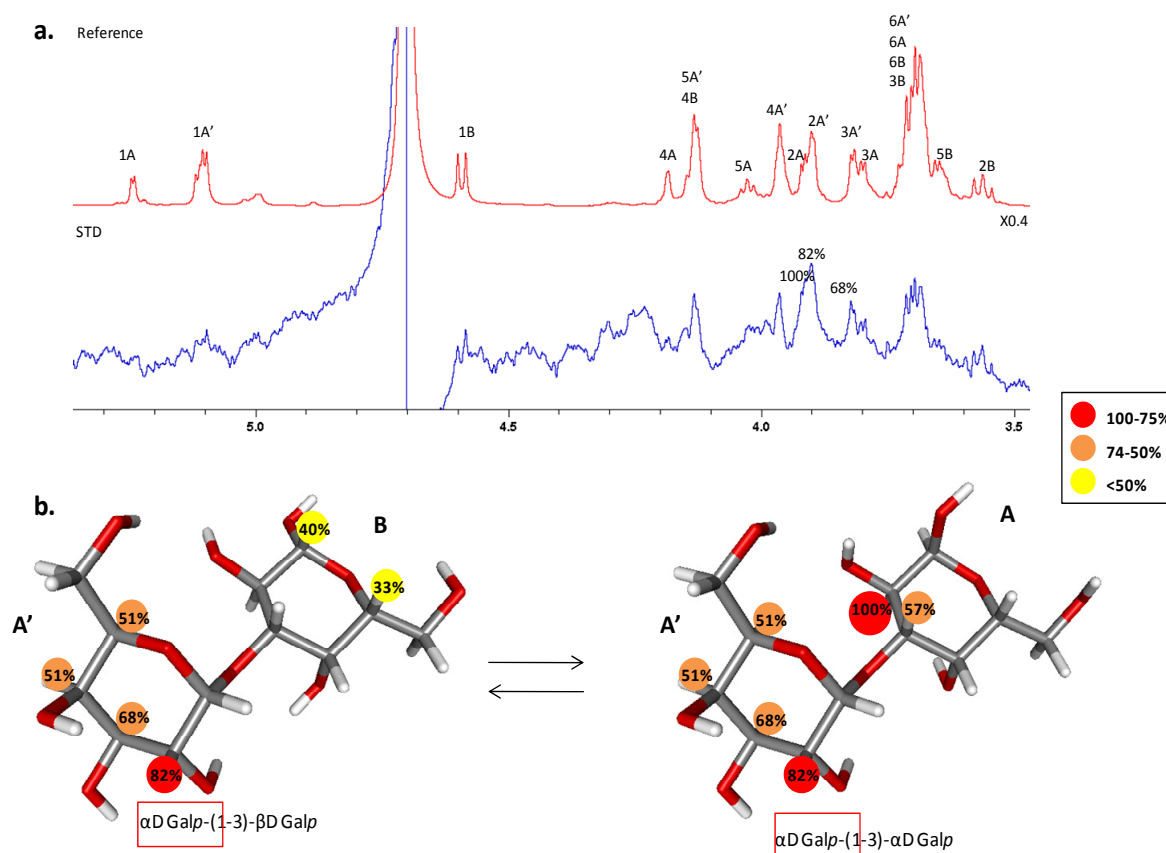 a.
Reference
1A
1A'
1B
4A
5A'
4B
5A
4A'
2A
2A'
3A'
3A
6A'
6A
6B
3B
5B
2B
X0.4
STD
100%
82%
68%
5.0
4.5
4.0
3.5
100-75%
74-50%
<50%
b.
B
40%
33%
A'
51%
51%
68%
82%
αDGalp-(1-3)-βDGalp
A
100%
57%
A'
51%
51%
68%
82%
αDGalp-(1-3)-αDGalp